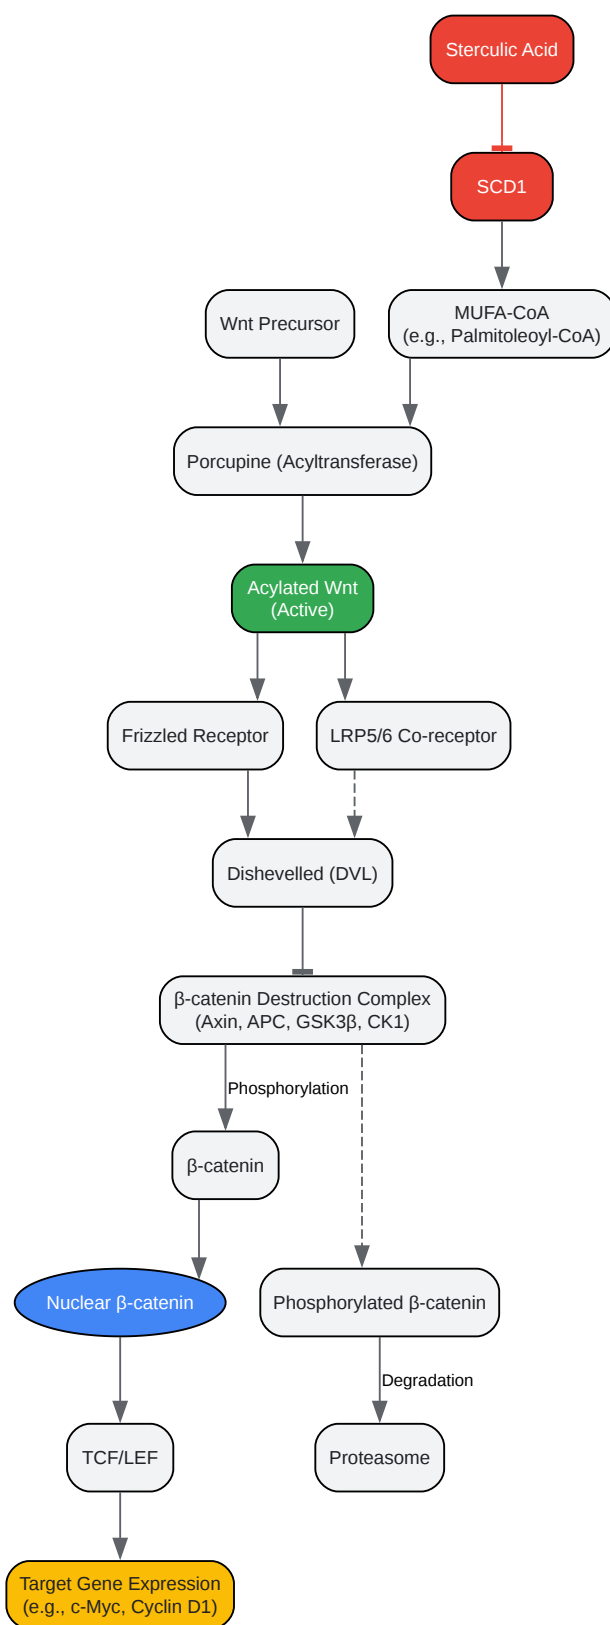 Sterculic Acid
SCD1
Wnt Precursor
MUFA-CoA
(e.g., Palmitoleoyl-CoA)
Porcupine (Acyltransferase)
Acylated Wnt
(Active)
Frizzled Receptor
LRP5/6 Co-receptor
Dishevelled (DVL)
β-catenin Destruction Complex
(Axin, APC, GSK3β, CK1)
Phosphorylation
β-catenin
Nuclear β-catenin
Phosphorylated β-catenin
Degradation
TCF/LEF
Proteasome
Target Gene Expression
(e.g., c-Myc, Cyclin D1)